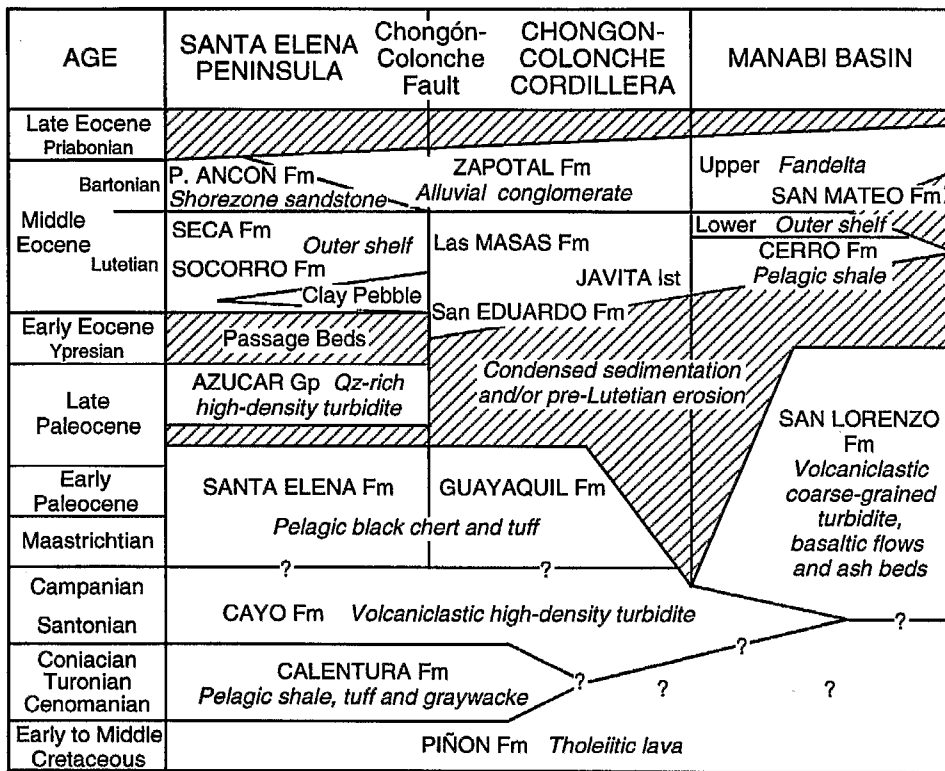 AGE
SANTA ELENA
PENINSULA
Chongón-
Colonche
Fault
CHONGON-
COLONCHE
CORDILLERA
MANABI BASIN
Late Eocene
Priabonian
Bartonian
P. ANCON Fm
Shorezone sandstone
ZAPOTAL Fm
Alluvial conglomerate
Upper Fandelta
SAN MATEO Fm
Middle
Eocene
Lutetian
SECA Fm
Outer shelf
SOCORRO Fm
Clay Pebble
Las MASAS Fm
JAVITA lst
San EDUARDO Fm
Lower Outer shelf
CERRO Fm
Pelagic shale
Early Eocene
Ypresian
Passage Beds
Late
Paleocene
AZUCAR Gp Qz-rich
high-density turbidite
Condensed sedimentation
and/or pre-Lutetian erosion
SAN LORENZO
Fm
Volcaniclastic
coarse-grained
turbidite,
basaltic flows
and ash beds
Early
Paleocene
SANTA ELENA Fm
GUAYAQUIL Fm
Maastrichtian
Pelagic black chert and tuff
? ?
Campanian
Santonian
CAYO Fm Volcaniclastic high-density turbidite
?
?
Coniacian
Turonian
Cenomanian
CALENTURA Fm
Pelagic shale, tuff and graywacke
? ? ?
Early to Middle
Cretaceous
PIÑON Fm Tholeiitic lava